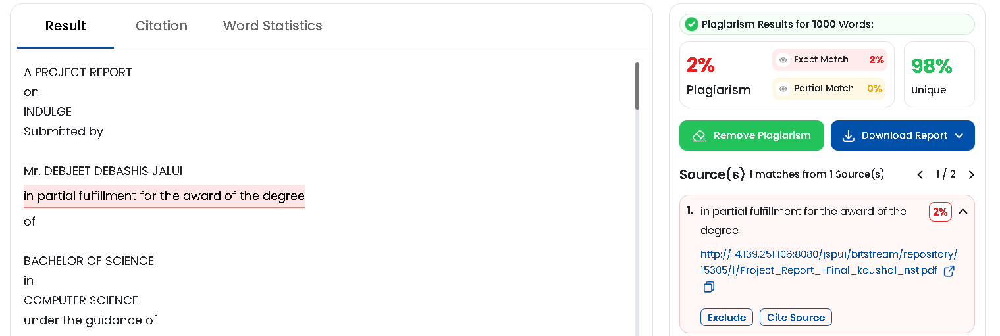 Result
Citation
Word Statistics
A PROJECT REPORT
on
INDULGE
Submitted by
Mr. DEBJEET DEBASHIS JALUI
in partial fulfillment for the award of the degree
of
BACHELOR OF SCIENCE
in
COMPUTER SCIENCE
under the guidance of
Plagiarism Results for 1000 Words:
2%
Plagiarism
Exact Match 2%
Partial Match 0%
98%
Unique
Remove Plagiarism
Download Report
Source(s) 1 matches from 1 Source(s)
1 / 2
1. in partial fulfillment for the award of the
degree
2%
http://14.139.251.106:8080/jspui/bitstream/repository/
15305/1/Project_Report_-Final_kaushal_nst.pdf
Exclude
Cite Source